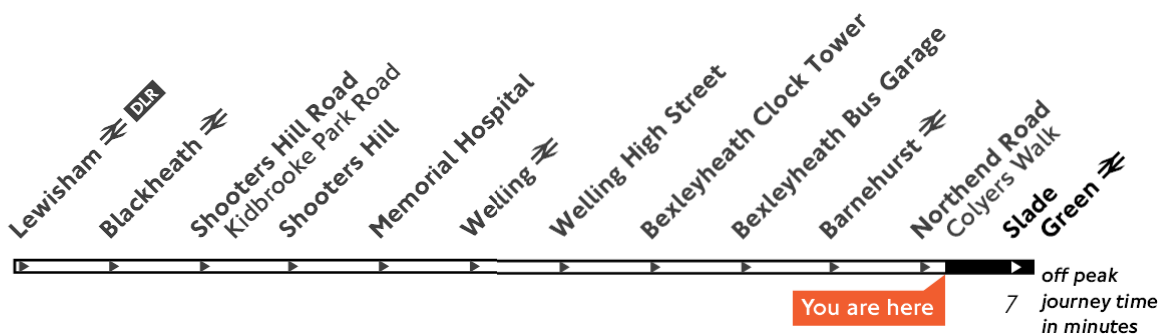 Lewisham
DLR
Blackheath
Shooters Hill Road
Kidbrooke Park Road
Shooters Hill
Memorial Hospital
Welling
Welling High Street
Bexleyheath Clock Tower
Bexleyheath Bus Garage
Barnehurst
Northend Road
Colyers Walk
Slade
Green
You are here
7
off peak
journey time
in minutes